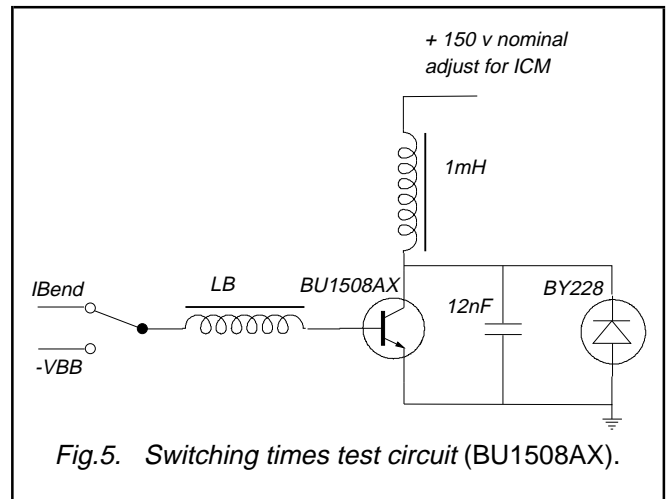 + 150 v nominal
adjust for ICM
1mH
IBend
LB
BU1508AX
12nF
BY228
-VBB
Fig.5. Switching times test circuit (BU1508AX).